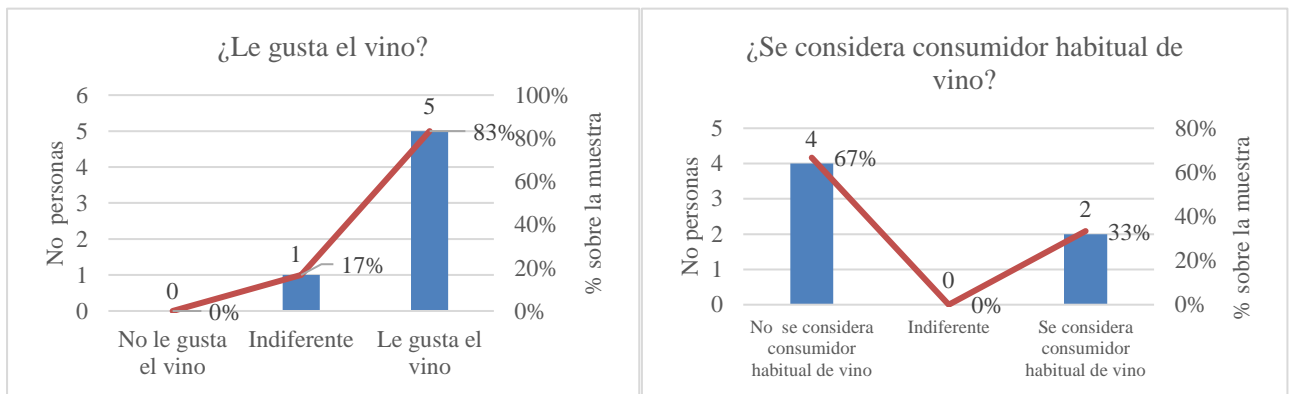 ¿Le gusta el vino?
No personas
6
5
4
3
2
1
0
0
1
5
0%
17%
83%
100%
80%
60%
40%
20%
0%
% sobre la muestra
No le gusta
el vino
Indiferente
Le gusta el
vino
¿Se considera consumidor habitual de
vino?
No personas
5
4
3
2
1
0
4
0
2
67%
0%
33%
80%
60%
40%
20%
0%
% sobre la muestra
No se considera
consumidor
habitual de vino
Indiferente
Se considera
consumidor
habitual de vino